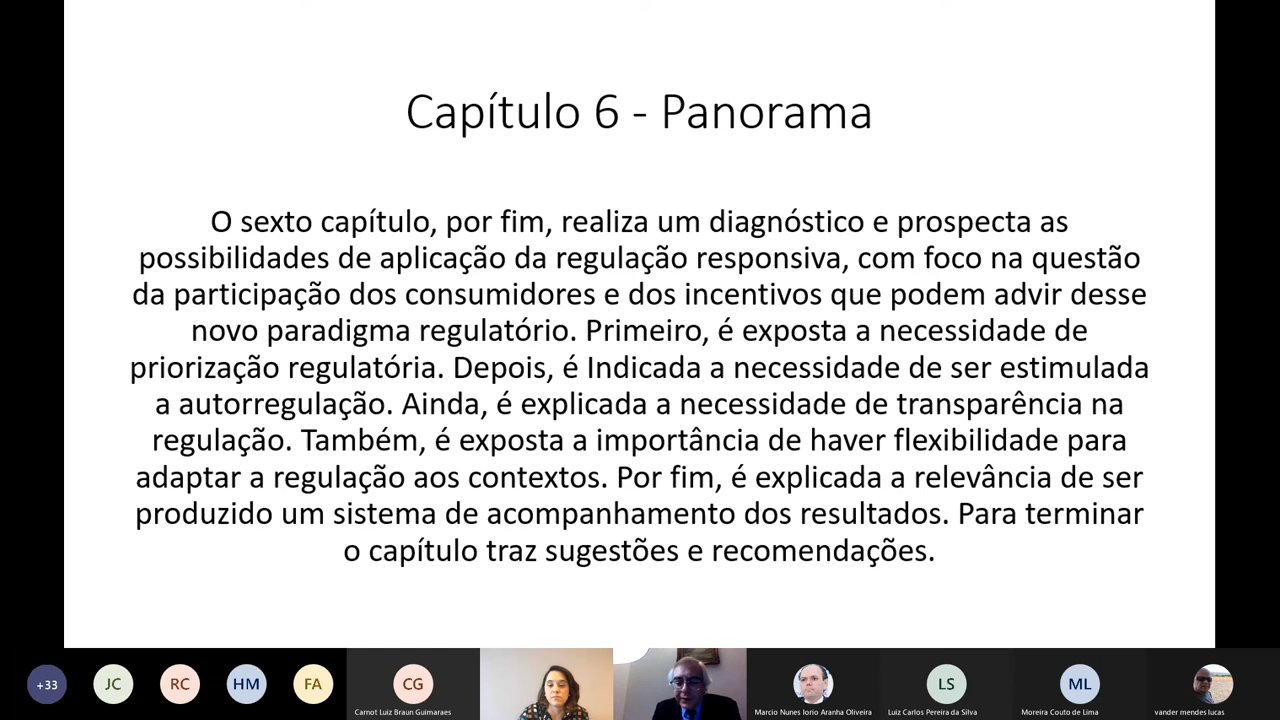 Capítulo 6 - Panorama
O sexto capítulo, por fim, realiza um diagnóstico e prospecta as
possibilidades de aplicação da regulação responsiva, com foco na questão
da participação dos consumidores e dos incentivos que podem advir desse
novo paradigma regulatório. Primeiro, é exposta a necessidade de
priorização regulatória. Depois, é Indicada a necessidade de ser estimulada
a autorregulação. Ainda, é explicada a necessidade de transparência na
regulação. Também, é exposta a importância de haver flexibilidade para
adaptar a regulação aos contextos. Por fim, é explicada a relevância de ser
produzido um sistema de acompanhamento dos resultados. Para terminar
o capítulo traz sugestões e recomendações.
+33 JC RC HM FA CG LS ML
Carnot Luiz Braun Guimaraes Marcio Nunes Iorio Aranha Oliveira Luiz Carlos Pereira da Silva Moreira Couto de Lima vander mendes lucas